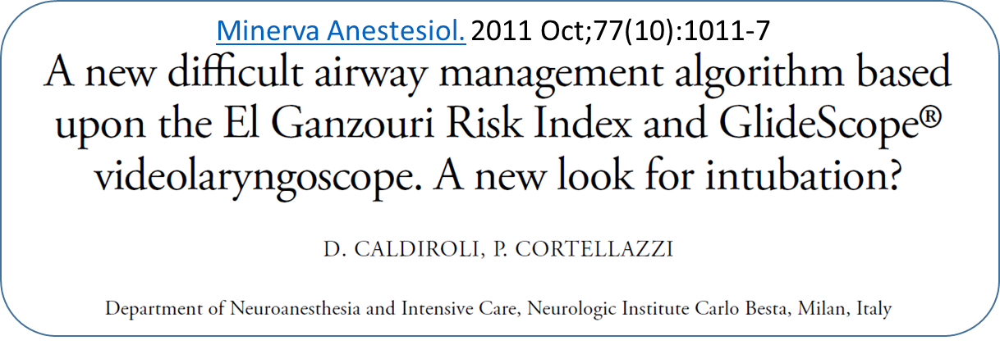 Minerva Anestesiol. 2011 Oct;77(10):1011-7
A new difficult airway management algorithm based
upon the El Ganzouri Risk Index and GlideScope®
videolaryngoscope. A new look for intubation?
D. CALDIROLI, P. CORTELLAZZI
Department of Neuroanesthesia and Intensive Care, Neurologic Institute Carlo Besta, Milan, Italy